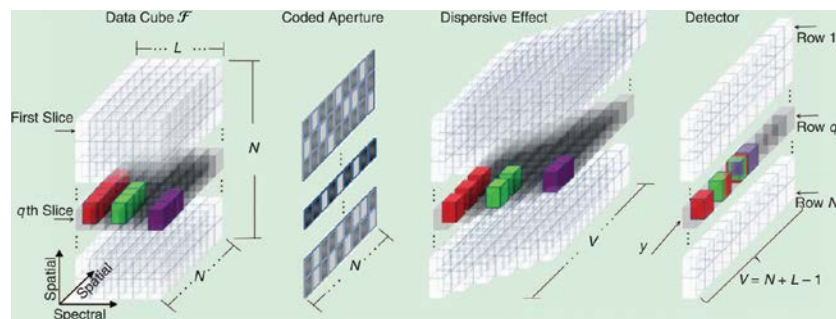 Data Cube ℱ
Coded Aperture
Dispersive Effect
Detector
L
First Slice
N
qth Slice
N
Spatial
Spatial
Spectral
N
V
Row 1
Row q
Row N
y
V = N + L − 1